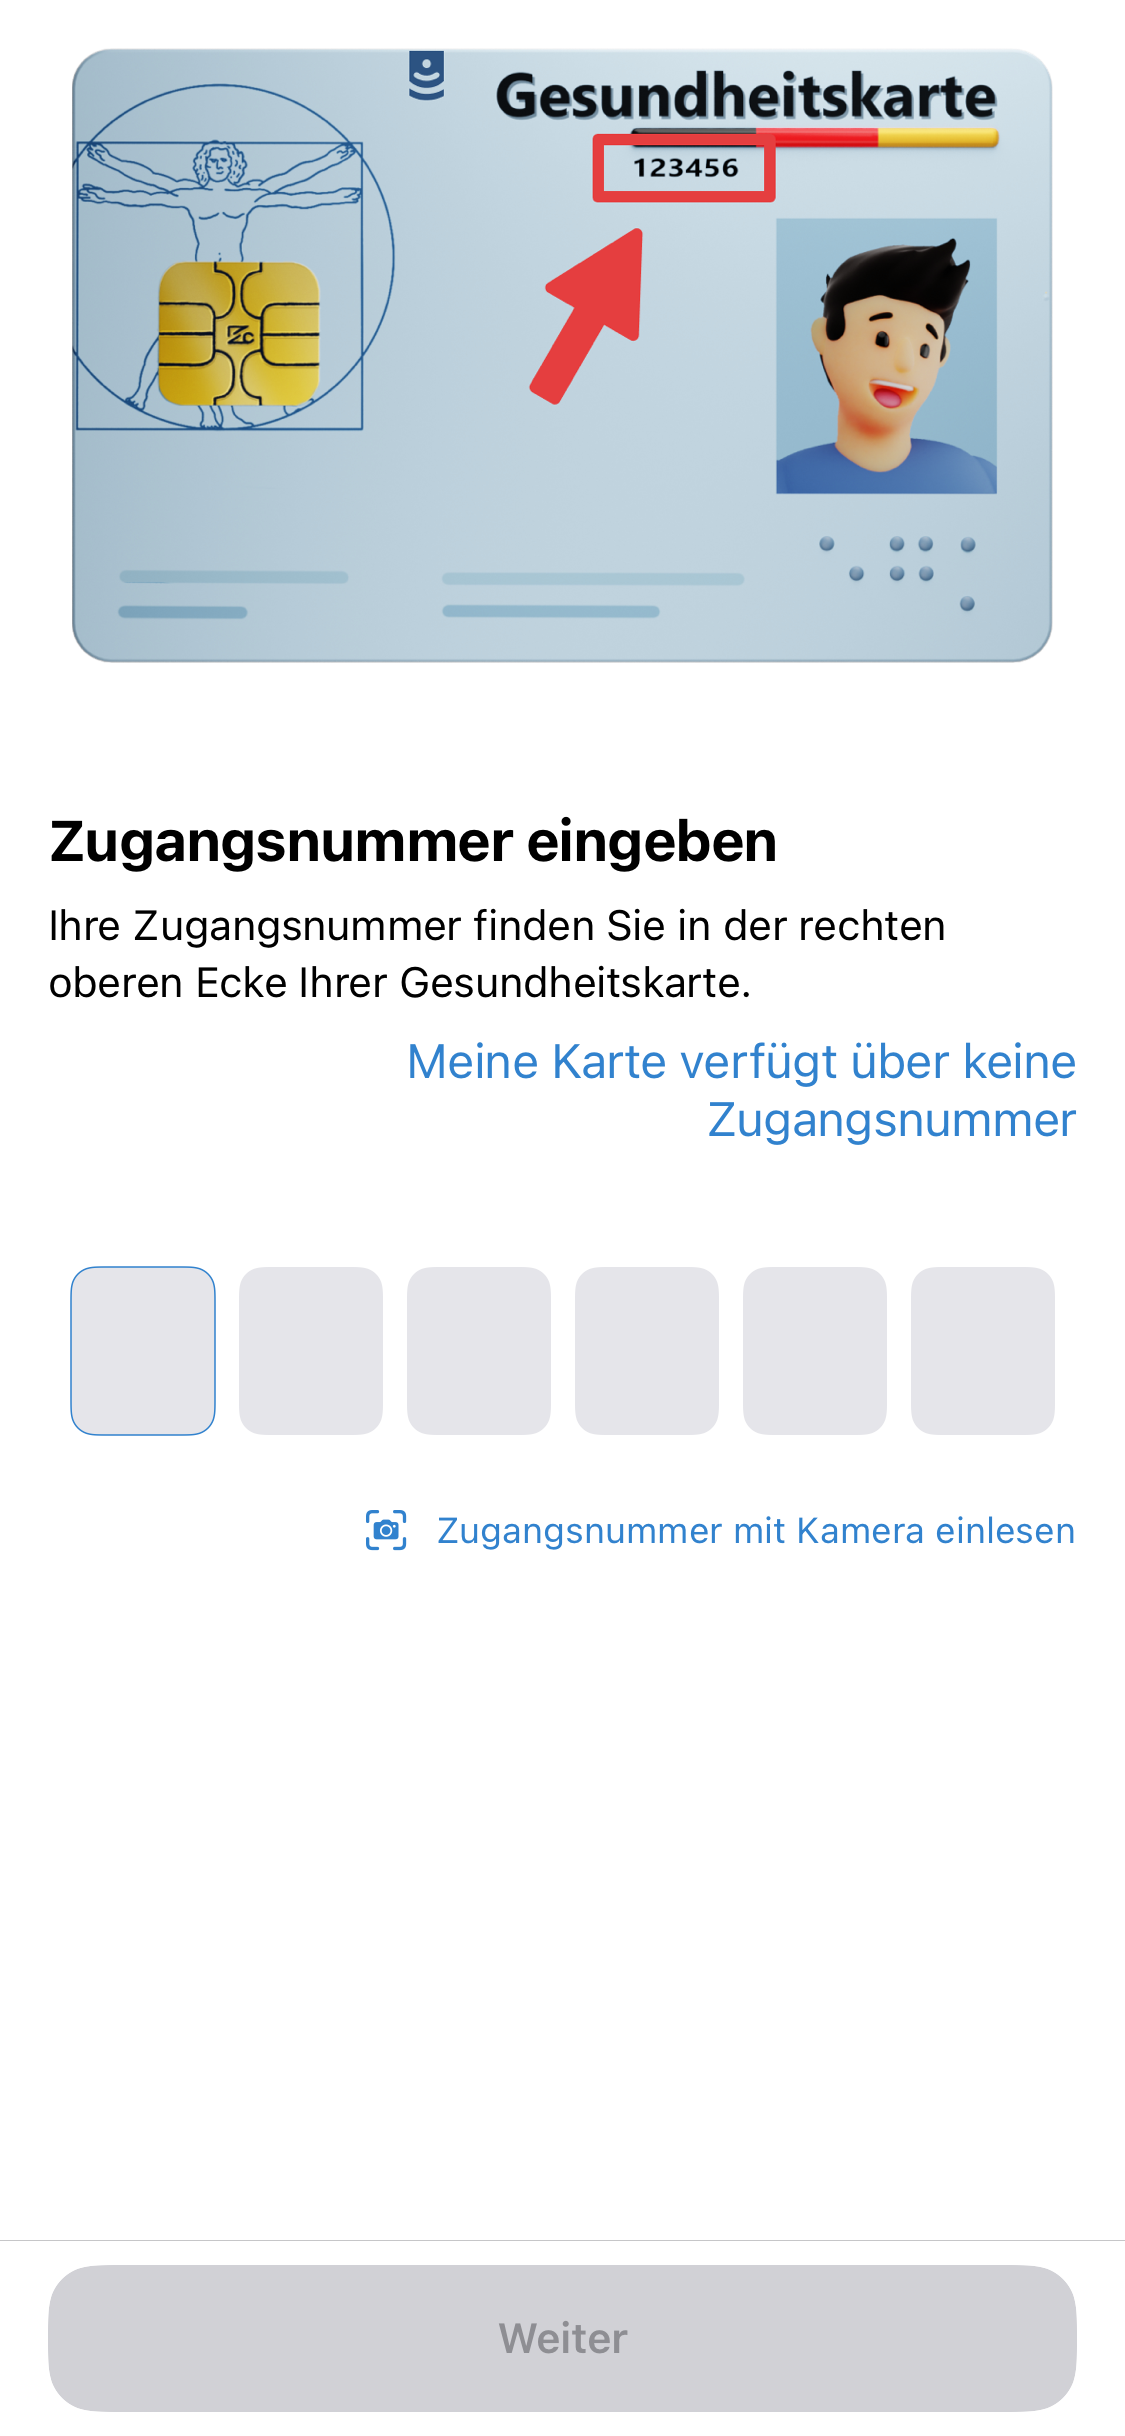 Gesundheitskarte
123456
Zugangsnummer eingeben
Ihre Zugangsnummer finden Sie in der rechten
oberen Ecke Ihrer Gesundheitskarte.
Meine Karte verfügt über keine
Zugangsnummer
Zugangsnummer mit Kamera einlesen
Weiter